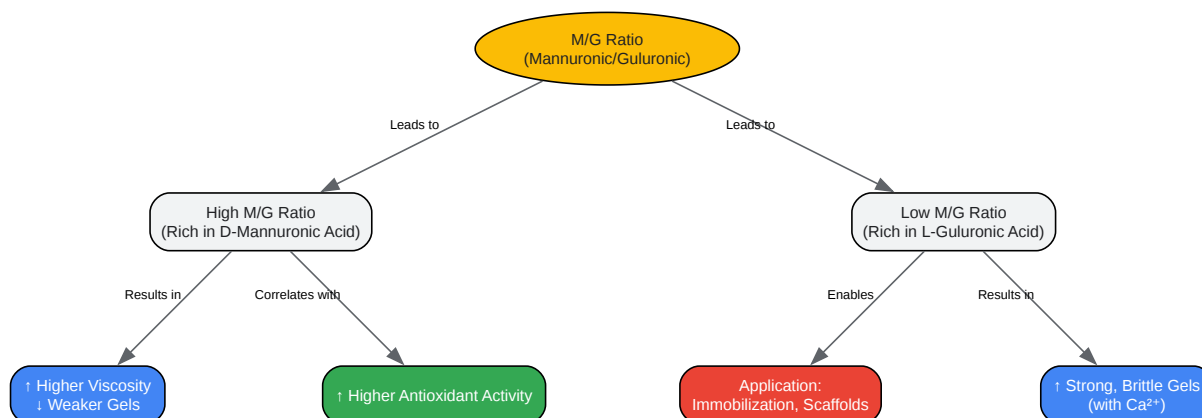 M/G Ratio
(Mannuronic/Guluronic)
Leads to
Leads to
High M/G Ratio
(Rich in D-Mannuronic Acid)
Low M/G Ratio
(Rich in L-Guluronic Acid)
Results in
Correlates with
Enables
Results in
↑ Higher Viscosity
↓ Weaker Gels
↑ Higher Antioxidant Activity
Application:
Immobilization, Scaffolds
↑ Strong, Brittle Gels
(with Ca²⁺)